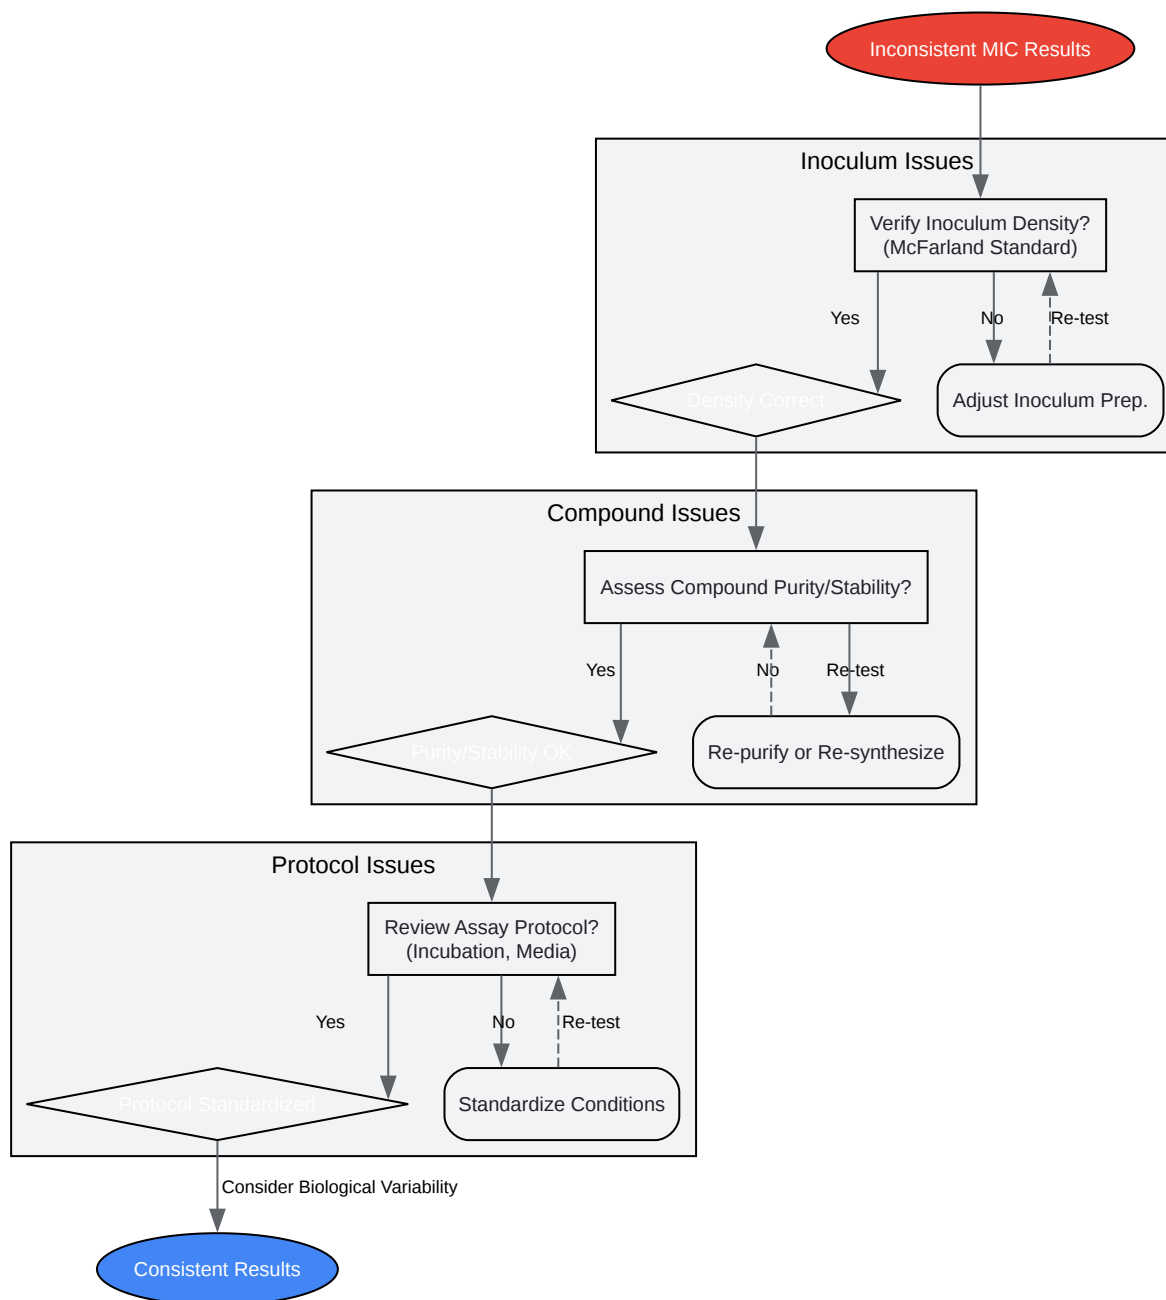 Inconsistent MIC Results
Inoculum Issues
Verify Inoculum Density?
(McFarland Standard)
Yes
No
Re-test
Density Correct
Adjust Inoculum Prep.
Compound Issues
Assess Compound Purity/Stability?
Yes
No
Re-test
Purity/Stability OK
Re-purify or Re-synthesize
Protocol Issues
Review Assay Protocol?
(Incubation, Media)
Yes
No
Re-test
Protocol Standardized
Standardize Conditions
Consider Biological Variability
Consistent Results